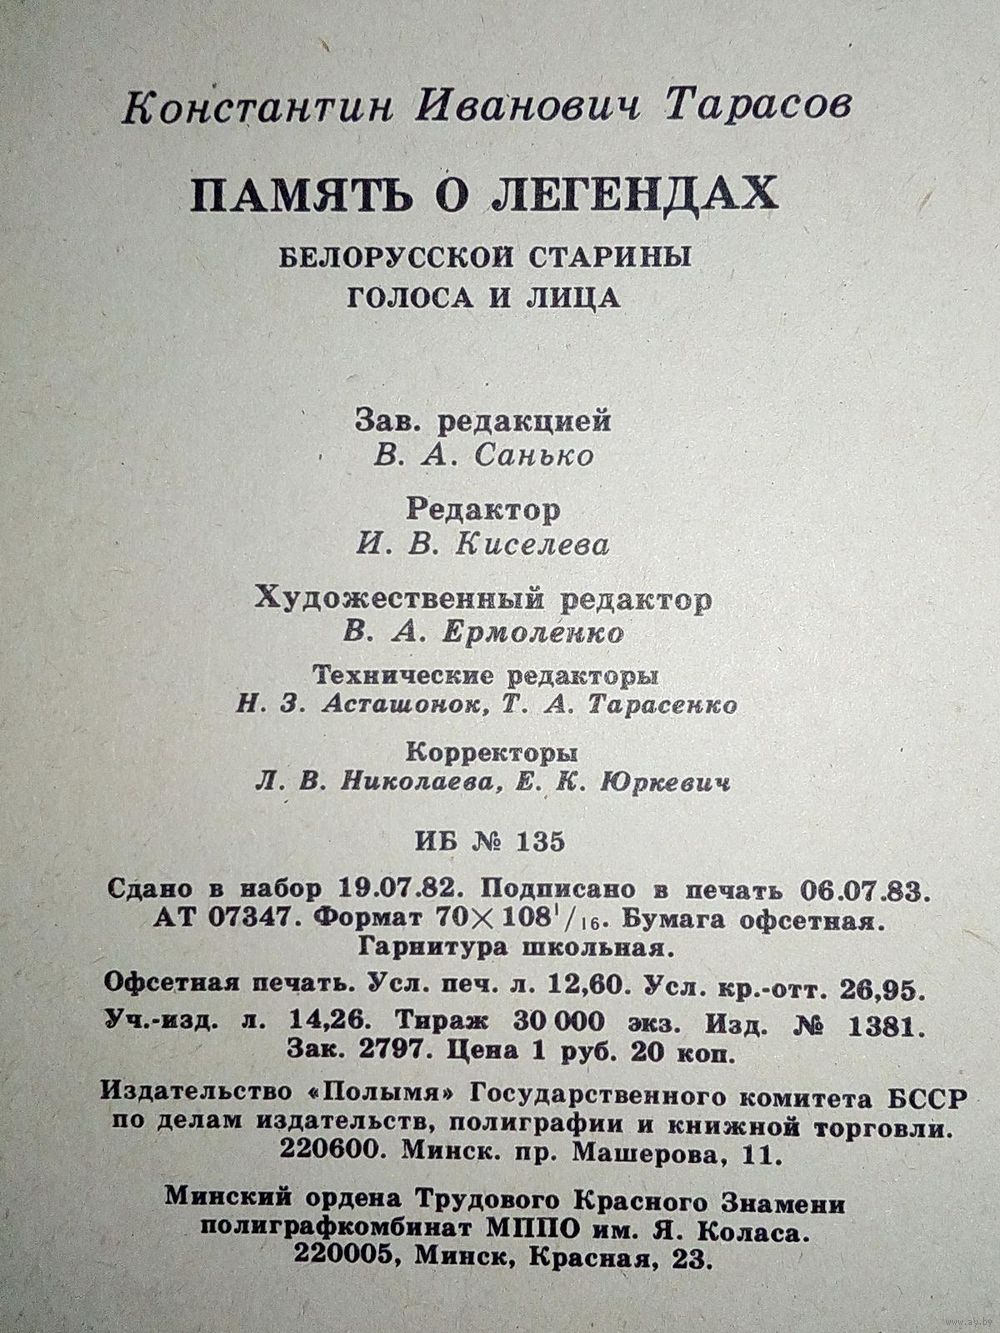 Константин Иванович Тарасов
ПАМЯТЬ О ЛЕГЕНДАХ
БЕЛОРУССКОЙ СТАРИНЫ
ГОЛОСА И ЛИЦА
Зав. редакцией
В. А. Санько
Редактор
И. В. Киселева
Художественный редактор
В. А. Ермоленко
Технические редакторы
Н. З. Асташонок, Т. А. Тарасенко
Корректоры
Л. В. Николаева, Е. К. Юркевич
ИБ № 135
Сдано в набор 19.07.82. Подписано в печать 06.07.83.
АТ 07347. Формат 70×108¹/₁₆. Бумага офсетная.
Гарнитура школьная.
Офсетная печать. Усл. печ. л. 12,60. Усл. кр.-отт. 26,95.
Уч.-изд. л. 14,26. Тираж 30 000 экз. Изд. № 1381.
Зак. 2797. Цена 1 руб. 20 коп.
Издательство «Полымя» Государственного комитета БССР
по делам издательств, полиграфии и книжной торговли.
220600. Минск. пр. Машерова, 11.
Минский ордена Трудового Красного Знамени
полиграфкомбинат МППО им. Я. Коласа.
220005, Минск, Красная, 23.
www.ay.by